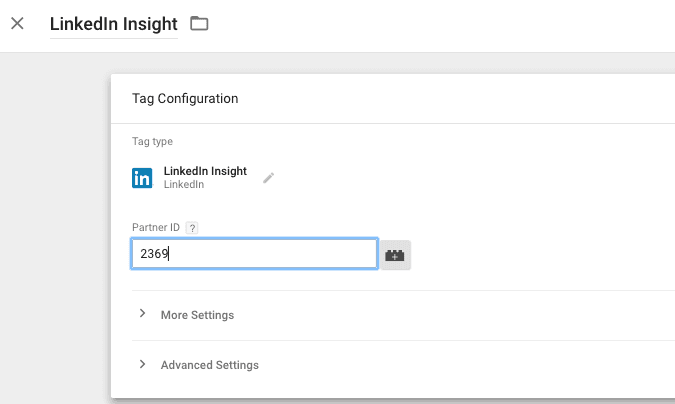 LinkedIn Insight
Tag Configuration
Tag type
in
LinkedIn Insight
LinkedIn
Partner ID ?
2369
More Settings
Advanced Settings